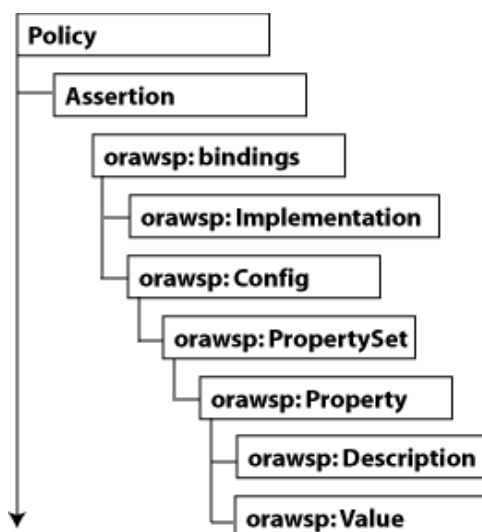 Policy
Assertion
orawsp:bindings
orawsp:Implementation
orawsp:Config
orawsp:PropertySet
orawsp:Property
orawsp:Description
orawsp:Value